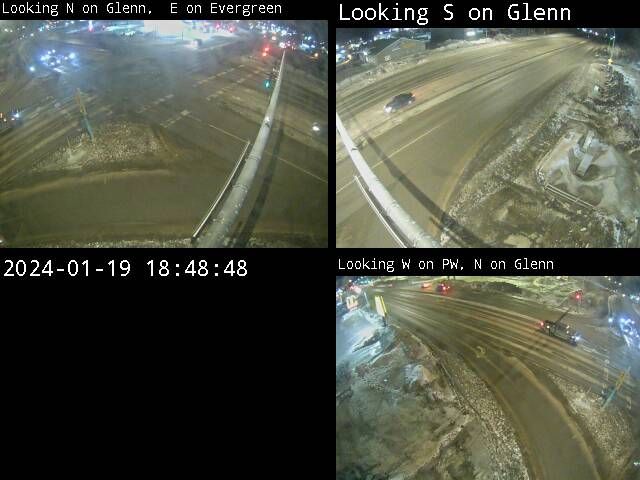 Looking N on Glenn,  E on Evergreen
Looking S on Glenn
2024-01-19 18:48:48
Looking W on PW, N on Glenn